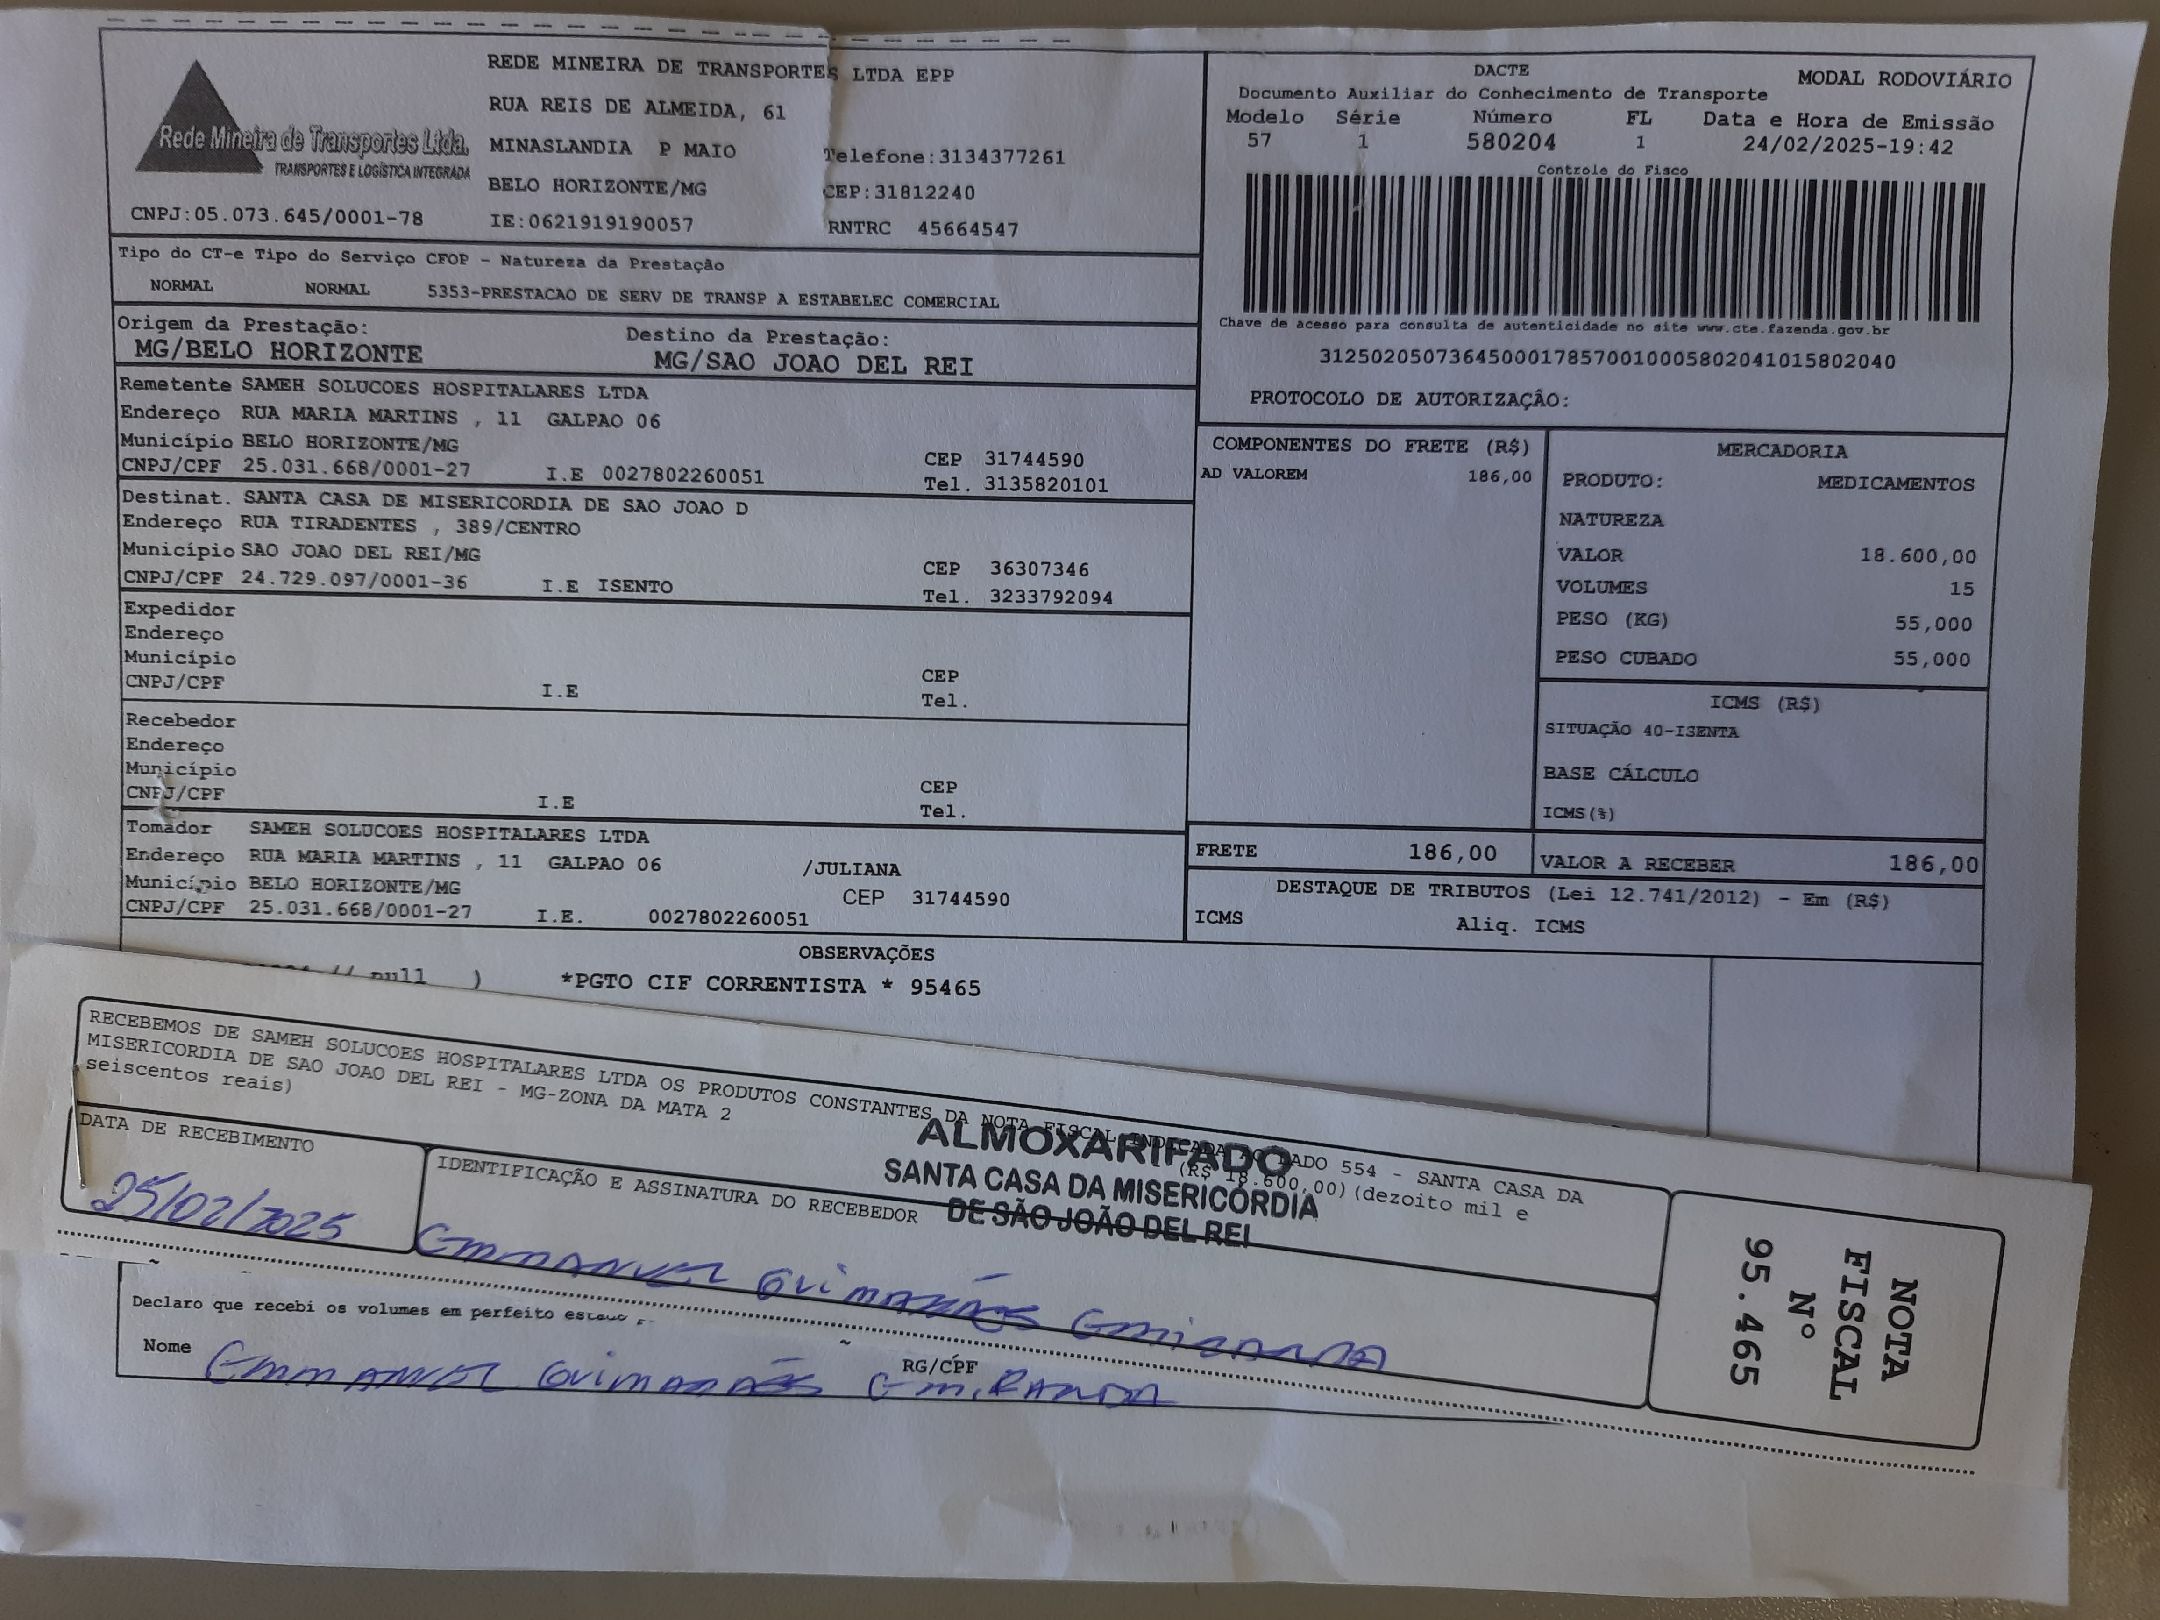 REDE MINEIRA DE TRANSPORTES LTDA EPP
RUA REIS DE ALMEIDA, 61
MINASLANDIA P MAIO Telefone:3134377261
BELO HORIZONTE/MG CEP:31812240
IE:0621919190057 RNTRC 45664547
Rede Mineira de Transportes Ltda.
TRANSPORTES E LOGÍSTICA INTEGRADA
CNPJ:05.073.645/0001-78
DACTE MODAL RODOVIÁRIO
Documento Auxiliar do Conhecimento de Transporte
Modelo Série Número FL Data e Hora de Emissão
57 1 580204 1 24/02/2025-19:42
Controle do Fisco
Chave de acesso para consulta de autenticidade no site www.cte.fazenda.gov.br
31250205073645000178570010005802041015802040
PROTOCOLO DE AUTORIZAÇÃO:
Tipo do CT-e Tipo do Serviço CFOP - Natureza da Prestação
NORMAL NORMAL 5353-PRESTACAO DE SERV DE TRANSP A ESTABELEC COMERCIAL
Origem da Prestação: Destino da Prestação:
MG/BELO HORIZONTE MG/SAO JOAO DEL REI
Remetente SAMEH SOLUCOES HOSPITALARES LTDA
Endereço RUA MARIA MARTINS , 11 GALPAO 06
Município BELO HORIZONTE/MG CEP 31744590
CNPJ/CPF 25.031.668/0001-27 I.E 0027802260051 Tel. 3135820101
Destinat. SANTA CASA DE MISERICORDIA DE SAO JOAO D
Endereço RUA TIRADENTES , 389/CENTRO
Município SAO JOAO DEL REI/MG CEP 36307346
CNPJ/CPF 24.729.097/0001-36 I.E ISENTO Tel. 3233792094
Expedidor
Endereço
Município CEP
CNPJ/CPF I.E Tel.
Recebedor
Endereço
Município CEP
CNPJ/CPF I.E Tel.
Tomador SAMEH SOLUCOES HOSPITALARES LTDA
Endereço RUA MARIA MARTINS , 11 GALPAO 06 /JULIANA
Município BELO HORIZONTE/MG CEP 31744590
CNPJ/CPF 25.031.668/0001-27 I.E. 0027802260051
COMPONENTES DO FRETE (R$)
AD VALOREM 186,00
MERCADORIA
PRODUTO: MEDICAMENTOS
NATUREZA
VALOR 18.600,00
VOLUMES 15
PESO (KG) 55,000
PESO CUBADO 55,000
ICMS (R$)
SITUAÇÃO 40-ISENTA
BASE CÁLCULO
ICMS(%)
FRETE 186,00 VALOR A RECEBER 186,00
DESTAQUE DE TRIBUTOS (Lei 12.741/2012) - Em (R$)
ICMS Aliq. ICMS
OBSERVAÇÕES
// null ) *PGTO CIF CORRENTISTA * 95465
RECEBEMOS DE SAMEH SOLUCOES HOSPITALARES LTDA OS PRODUTOS CONSTANTES DA NOTA FISCAL INDICADA AO LADO 554 - SANTA CASA DA
MISERICORDIA DE SAO JOAO DEL REI - MG-ZONA DA MATA 2 (R$ 18.600,00) (dezoito mil e
seiscentos reais)
ALMOXARIFADO
SANTA CASA DA MISERICÓRDIA
DE SÃO JOÃO DEL REI
DATA DE RECEBIMENTO
25/02/2025
IDENTIFICAÇÃO E ASSINATURA DO RECEBEDOR
Emmanuel Guimarães
NOTA
FISCAL
Nº
95.465
Declaro que recebi os volumes em perfeito estado
Nome Emmanuel Guimarães RG/CPF